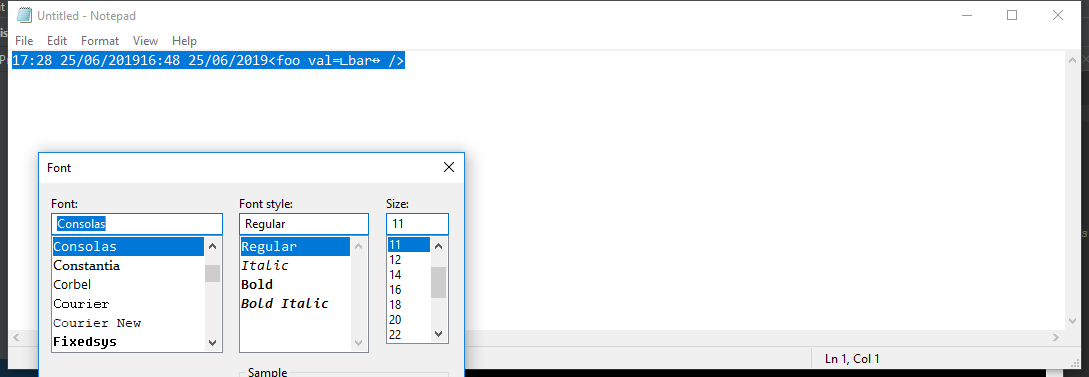 Untitled - Notepad
File Edit Format View Help
17:28 25/06/201916:48 25/06/2019<foo val=∟bar↔ />
Font
Font: Font style: Size:
Consolas Regular 11
Consolas Regular 11
Constantia Italic 12
Corbel Bold 14
Courier Bold Italic 16
Courier New 18
Fixedsys 20
22
Ln 1, Col 1
Sample